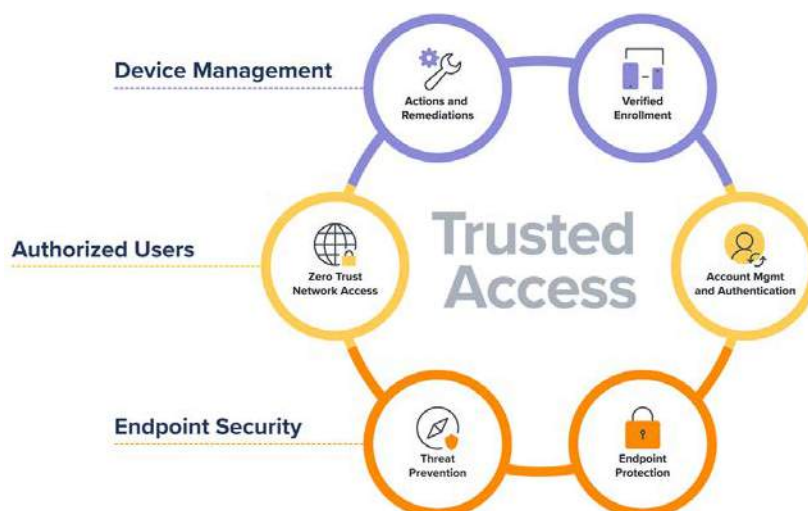 Device Management
Actions and
Remediations
Verified
Enrollment
Authorized Users
Zero Trust
Network Access
Trusted
Access
Account Mgmt
and Authentication
Endpoint Security
Threat
Prevention
Endpoint
Protection